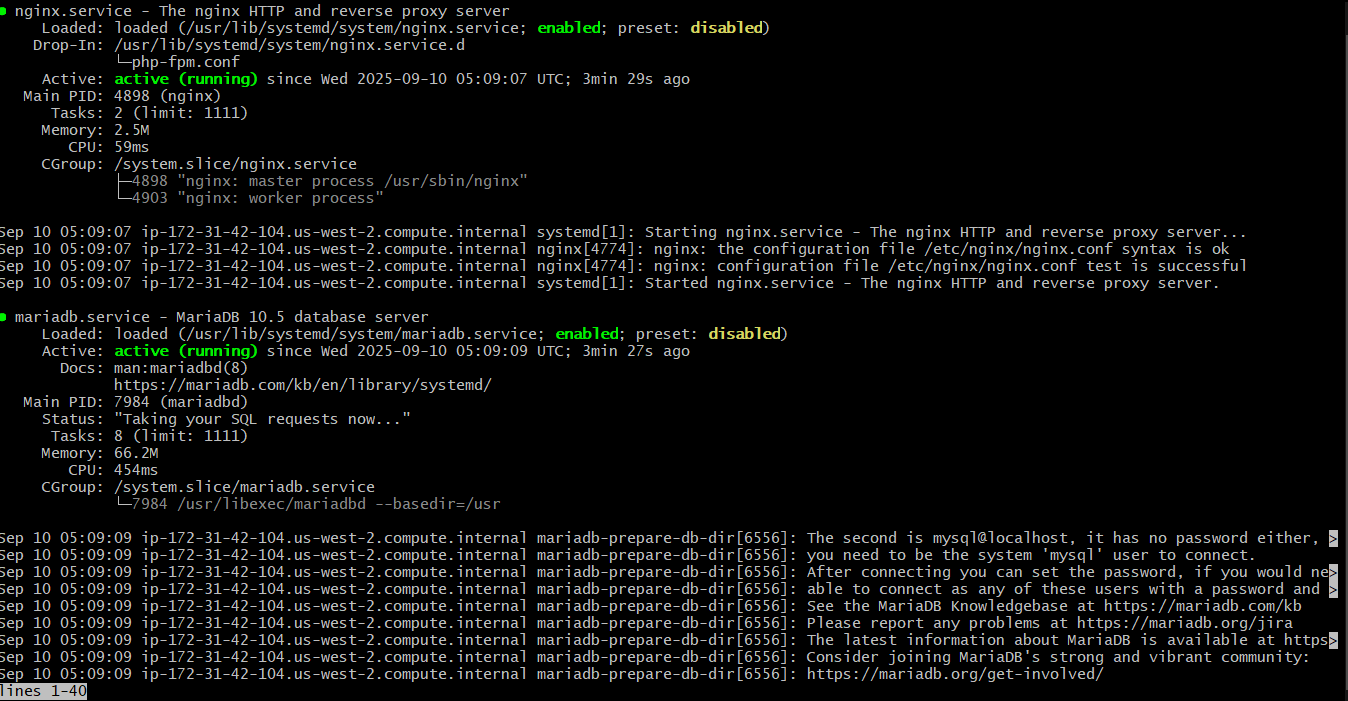 ● nginx.service - The nginx HTTP and reverse proxy server
     Loaded: loaded (/usr/lib/systemd/system/nginx.service; enabled; preset: disabled)
    Drop-In: /usr/lib/systemd/system/nginx.service.d
             └─php-fpm.conf
     Active: active (running) since Wed 2025-09-10 05:09:07 UTC; 3min 29s ago
   Main PID: 4898 (nginx)
      Tasks: 2 (limit: 1111)
     Memory: 2.5M
        CPU: 59ms
     CGroup: /system.slice/nginx.service
             ├─4898 "nginx: master process /usr/sbin/nginx"
             └─4903 "nginx: worker process"
Sep 10 05:09:07 ip-172-31-42-104.us-west-2.compute.internal systemd[1]: Starting nginx.service - The nginx HTTP and reverse proxy server...
Sep 10 05:09:07 ip-172-31-42-104.us-west-2.compute.internal nginx[4774]: nginx: the configuration file /etc/nginx/nginx.conf syntax is ok
Sep 10 05:09:07 ip-172-31-42-104.us-west-2.compute.internal nginx[4774]: nginx: configuration file /etc/nginx/nginx.conf test is successful
Sep 10 05:09:07 ip-172-31-42-104.us-west-2.compute.internal systemd[1]: Started nginx.service - The nginx HTTP and reverse proxy server.
● mariadb.service - MariaDB 10.5 database server
     Loaded: loaded (/usr/lib/systemd/system/mariadb.service; enabled; preset: disabled)
     Active: active (running) since Wed 2025-09-10 05:09:09 UTC; 3min 27s ago
       Docs: man:mariadbd(8)
             https://mariadb.com/kb/en/library/systemd/
   Main PID: 7984 (mariadbd)
     Status: "Taking your SQL requests now..."
      Tasks: 8 (limit: 1111)
     Memory: 66.2M
        CPU: 454ms
     CGroup: /system.slice/mariadb.service
             └─7984 /usr/libexec/mariadbd --basedir=/usr
Sep 10 05:09:09 ip-172-31-42-104.us-west-2.compute.internal mariadb-prepare-db-dir[6556]: The second is mysql@localhost, it has no password either, >
Sep 10 05:09:09 ip-172-31-42-104.us-west-2.compute.internal mariadb-prepare-db-dir[6556]: you need to be the system 'mysql' user to connect.
Sep 10 05:09:09 ip-172-31-42-104.us-west-2.compute.internal mariadb-prepare-db-dir[6556]: After connecting you can set the password, if you would ne>
Sep 10 05:09:09 ip-172-31-42-104.us-west-2.compute.internal mariadb-prepare-db-dir[6556]: able to connect as any of these users with a password and >
Sep 10 05:09:09 ip-172-31-42-104.us-west-2.compute.internal mariadb-prepare-db-dir[6556]: See the MariaDB Knowledgebase at https://mariadb.com/kb
Sep 10 05:09:09 ip-172-31-42-104.us-west-2.compute.internal mariadb-prepare-db-dir[6556]: Please report any problems at https://mariadb.org/jira
Sep 10 05:09:09 ip-172-31-42-104.us-west-2.compute.internal mariadb-prepare-db-dir[6556]: The latest information about MariaDB is available at https>
Sep 10 05:09:09 ip-172-31-42-104.us-west-2.compute.internal mariadb-prepare-db-dir[6556]: Consider joining MariaDB's strong and vibrant community:
Sep 10 05:09:09 ip-172-31-42-104.us-west-2.compute.internal mariadb-prepare-db-dir[6556]: https://mariadb.org/get-involved/
lines 1-40